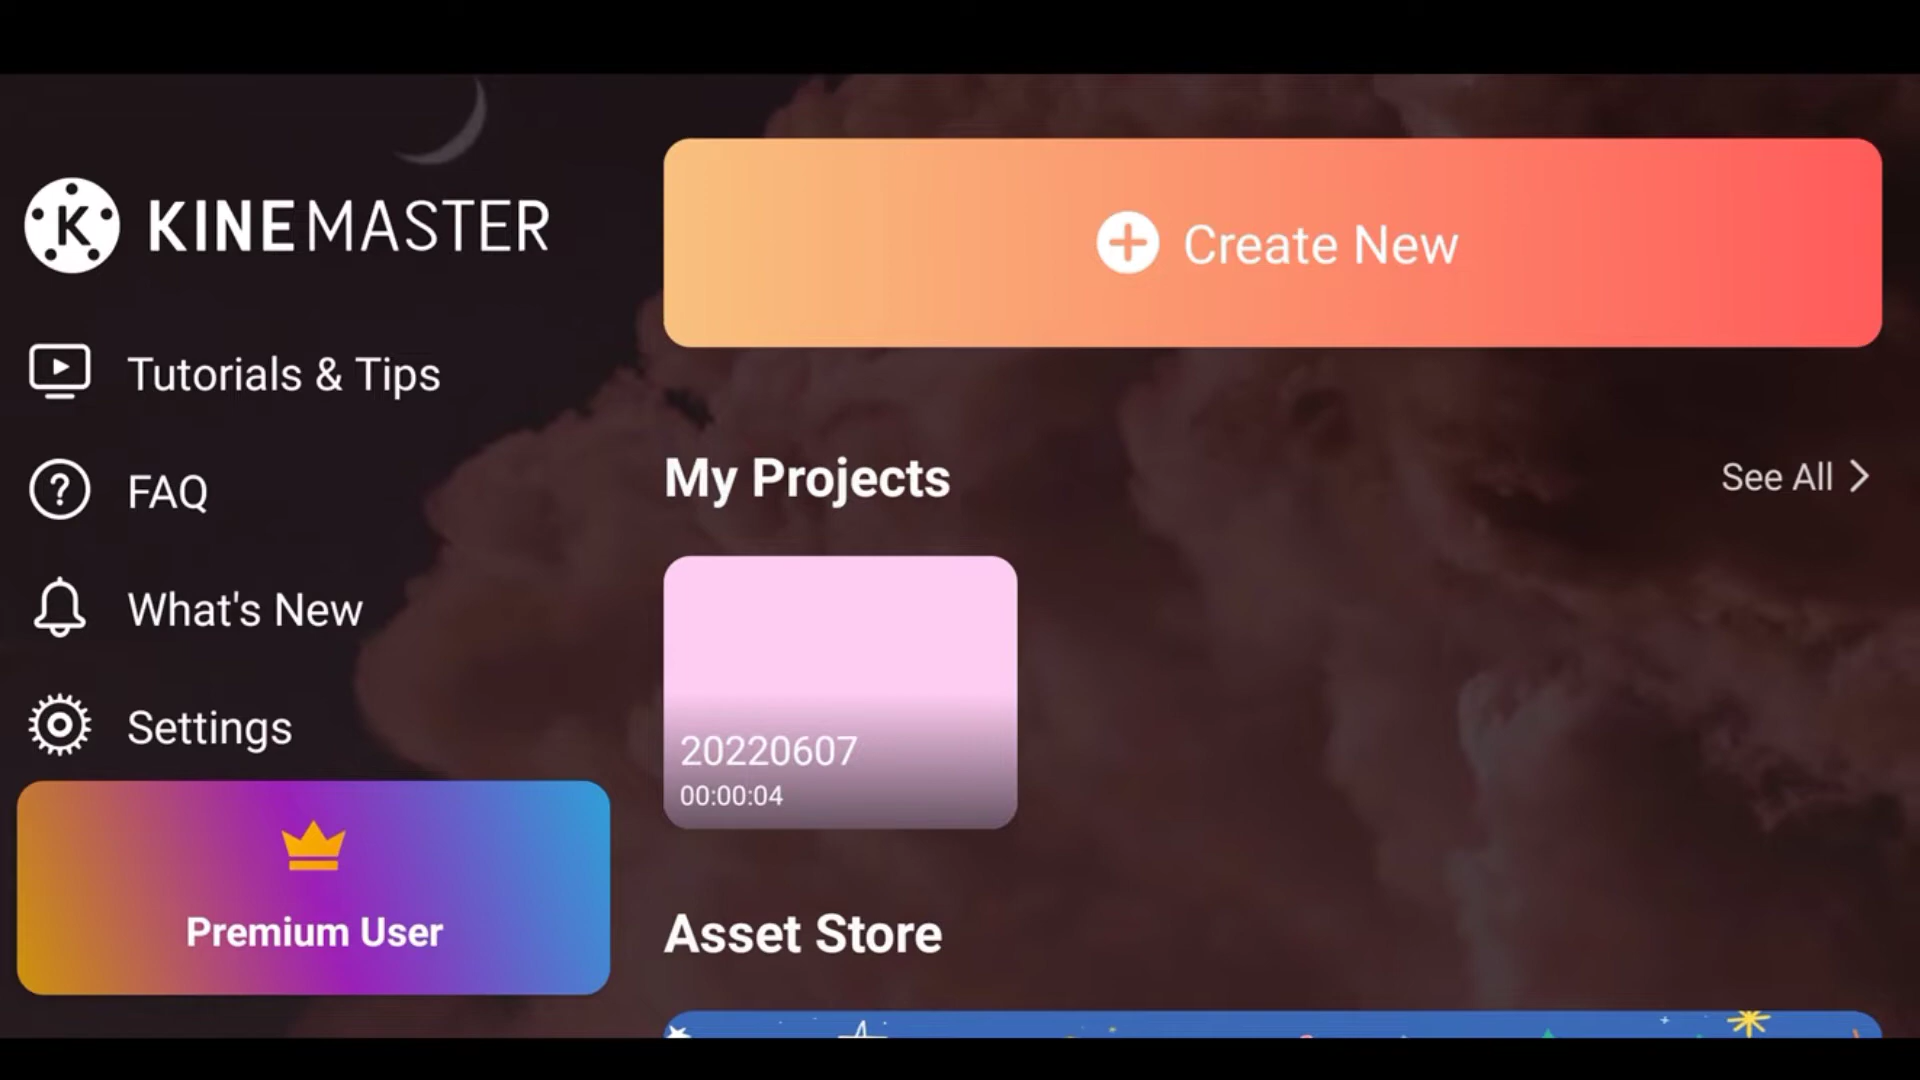 KINEMASTER
Tutorials & Tips
FAQ
What's New
Settings
Premium User
Create New
My Projects
See All
20220607
00:00:04
Asset Store